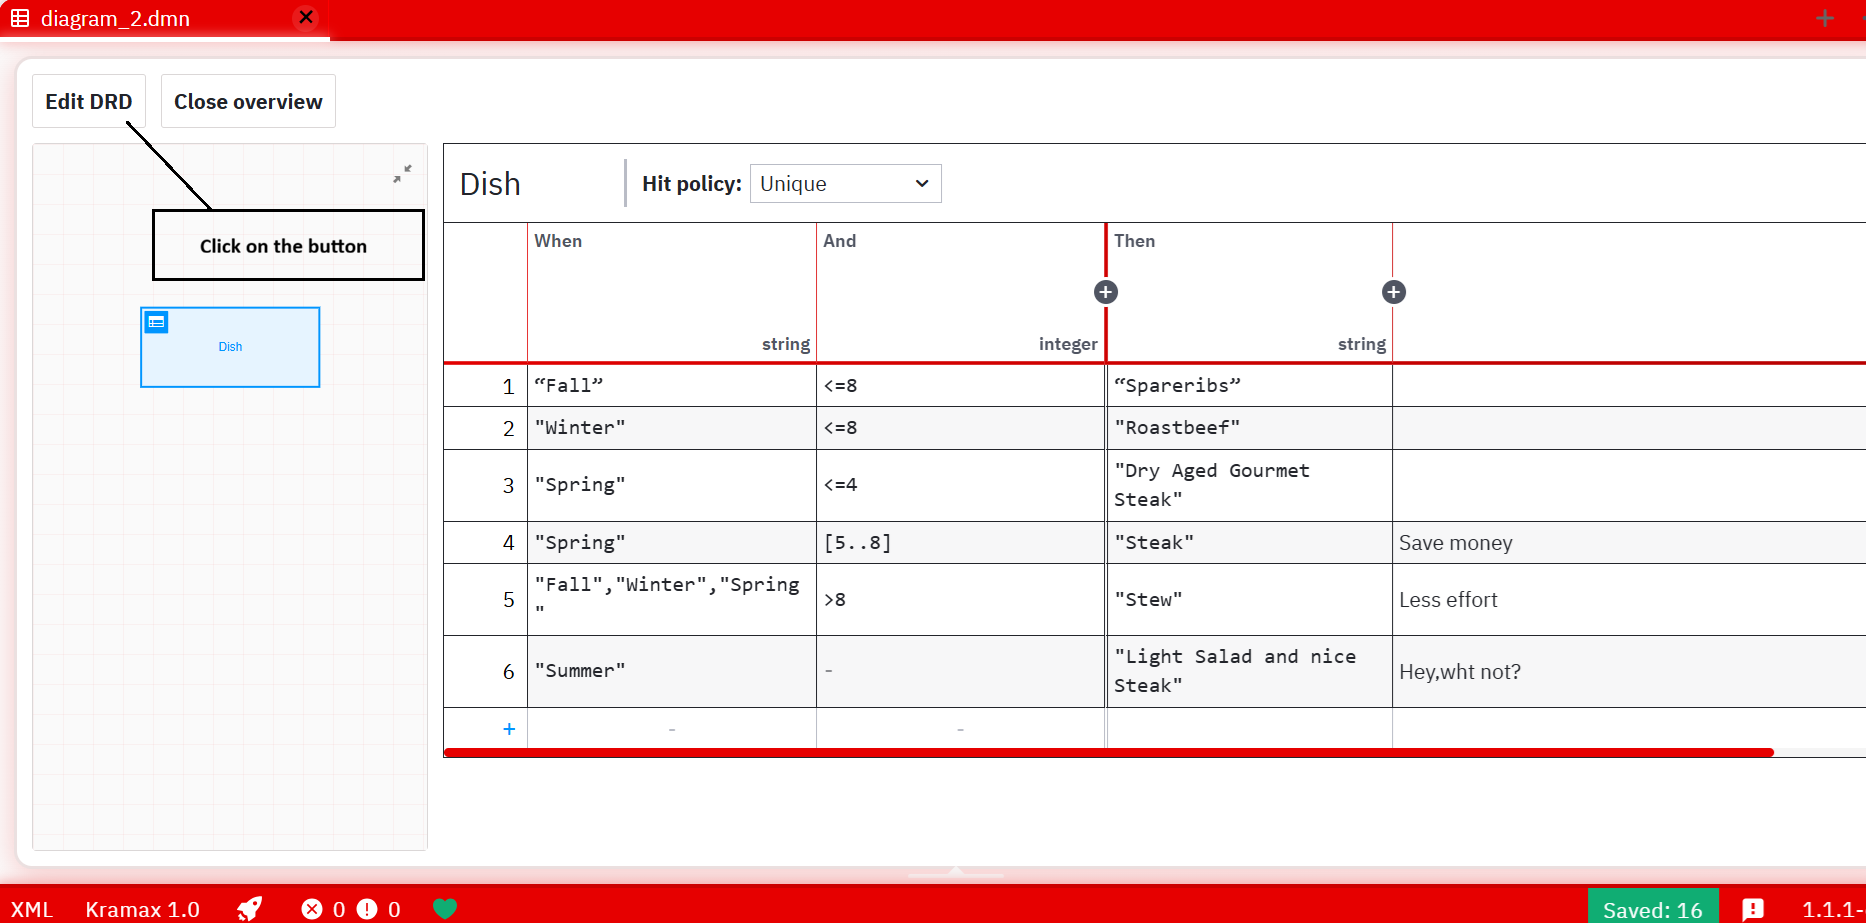 diagram_2.dmn
Edit DRD
Close overview
Click on the button
Dish
Dish
Hit policy:
Unique
When
And
Then
string
integer
string
1 “Fall” <=8 “Spareribs”
2 "Winter" <=8 "Roastbeef"
3 "Spring" <=4 "Dry Aged Gourmet
Steak"
4 "Spring" [5..8] "Steak" Save money
5 "Fall","Winter","Spring
" >8 "Stew" Less effort
6 "Summer" - "Light Salad and nice
Steak" Hey,wht not?
+ - -
XML Kramax 1.0 0 0 Saved: 16 1.1.1-